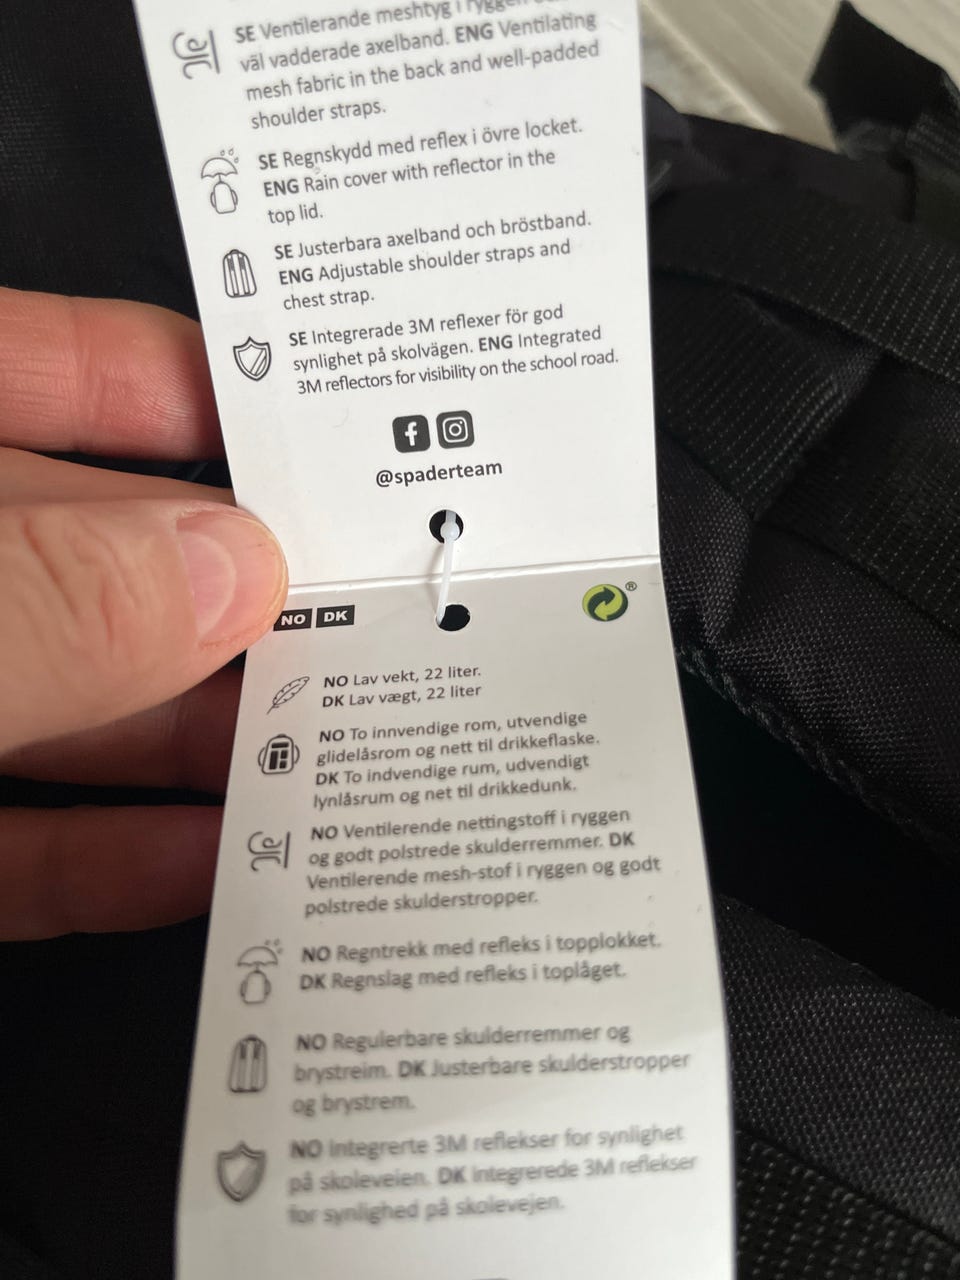 SE Ventilerande meshtyg i ryggen
väl vadderade axelband. ENG Ventilating
mesh fabric in the back and well-padded
shoulder straps.
SE Regnskydd med reflex i övre locket.
ENG Rain cover with reflector in the
top lid.
SE Justerbara axelband och bröstband.
ENG Adjustable shoulder straps and
chest strap.
SE Integrerade 3M reflexer för god
synlighet på skolvägen. ENG Integrated
3M reflectors for visibility on the school road.
@spaderteam
NO DK
®
NO Lav vekt, 22 liter.
DK Lav vægt, 22 liter
NO To innvendige rom, utvendige
glidelåsrom og nett til drikkeflaske.
DK To indvendige rum, udvendigt
lynlåsrum og net til drikkedunk.
NO Ventilerende nettingstoff i ryggen
og godt polstrede skulderremmer. DK
Ventilerende mesh-stof i ryggen og godt
polstrede skulderstropper.
NO Regntrekk med refleks i topplokket.
DK Regnslag med refleks i toplåget.
NO Regulerbare skulderremmer og
brystreim. DK Justerbare skulderstropper
og brystrem.
NO Integrerte 3M reflekser for synlighet
på skoleveien. DK Integrerede 3M reflekser
for synlighed på skolevejen.